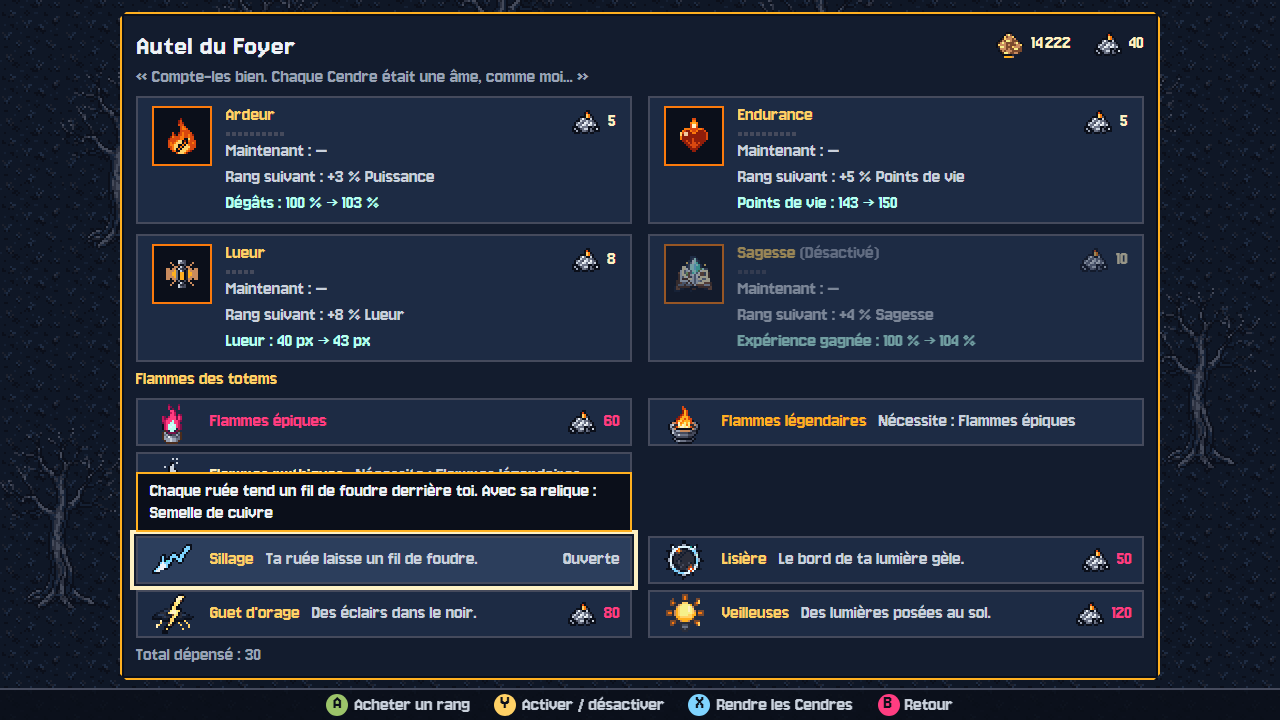 Autel du Foyer
14222
40
« Compte-les bien. Chaque Cendre était une âme, comme moi... »
Ardeur
5
Maintenant : —
Rang suivant : +3 % Puissance
Dégâts : 100 % → 103 %
Endurance
5
Maintenant : —
Rang suivant : +5 % Points de vie
Points de vie : 143 → 150
Lueur
8
Maintenant : —
Rang suivant : +8 % Lueur
Lueur : 40 px → 43 px
Sagesse (Désactivé)
10
Maintenant : —
Rang suivant : +4 % Sagesse
Expérience gagnée : 100 % → 104 %
Flammes des totems
Flammes épiques
60
Flammes légendaires Nécessite : Flammes épiques
Flammes mythiques Nécessite : Flammes légendaires
Chaque ruée tend un fil de foudre derrière toi. Avec sa relique :
Semelle de cuivre
Sillage Ta ruée laisse un fil de foudre. Ouverte
Lisière Le bord de ta lumière gèle. 50
Guet d'orage Des éclairs dans le noir. 80
Veilleuses Des lumières posées au sol. 120
Total dépensé : 30
A Acheter un rang Y Activer / désactiver X Rendre les Cendres B Retour